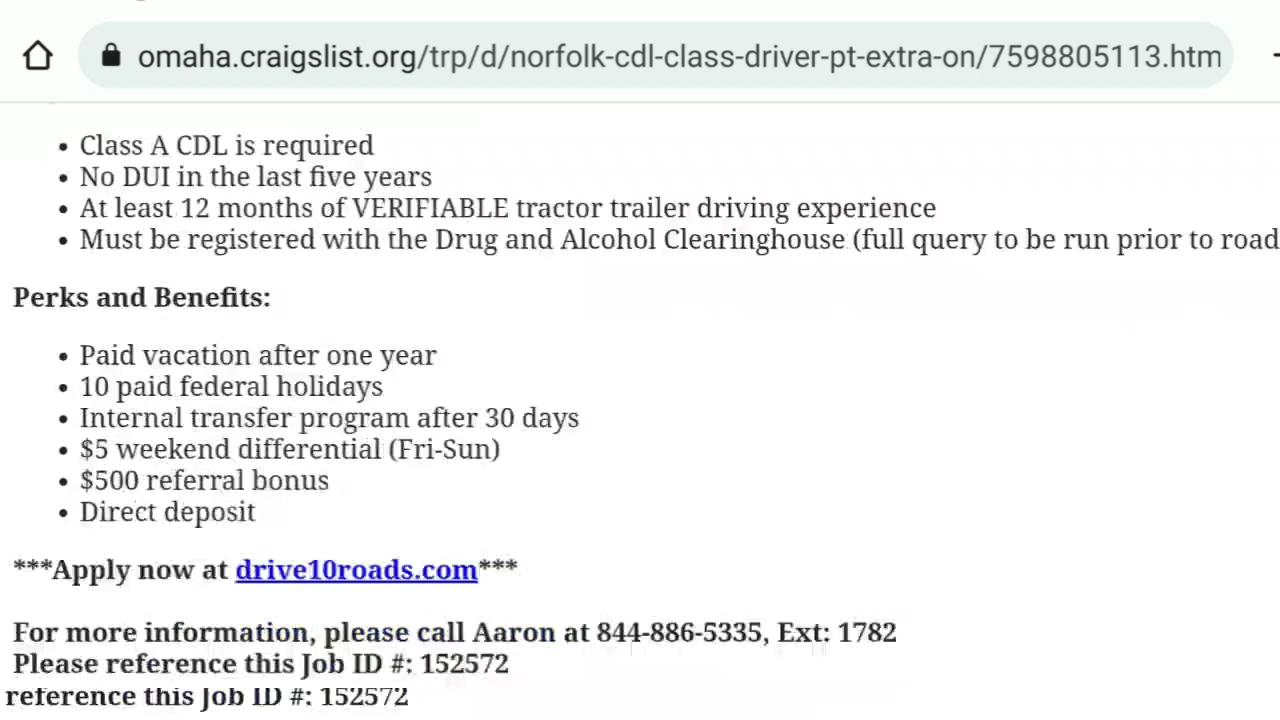 omaha.craigslist.org/trp/d/norfolk-cdl-class-driver-pt-extra-on/7598805113.htm
• Class A CDL is required
• No DUI in the last five years
• At least 12 months of VERIFIABLE tractor trailer driving experience
• Must be registered with the Drug and Alcohol Clearinghouse (full query to be run prior to road
Perks and Benefits:
• Paid vacation after one year
• 10 paid federal holidays
• Internal transfer program after 30 days
• $5 weekend differential (Fri-Sun)
• $500 referral bonus
• Direct deposit
***Apply now at drive10roads.com***
For more information, please call Aaron at 844-886-5335, Ext: 1782
Please reference this Job ID #: 152572
reference this Job ID #: 152572